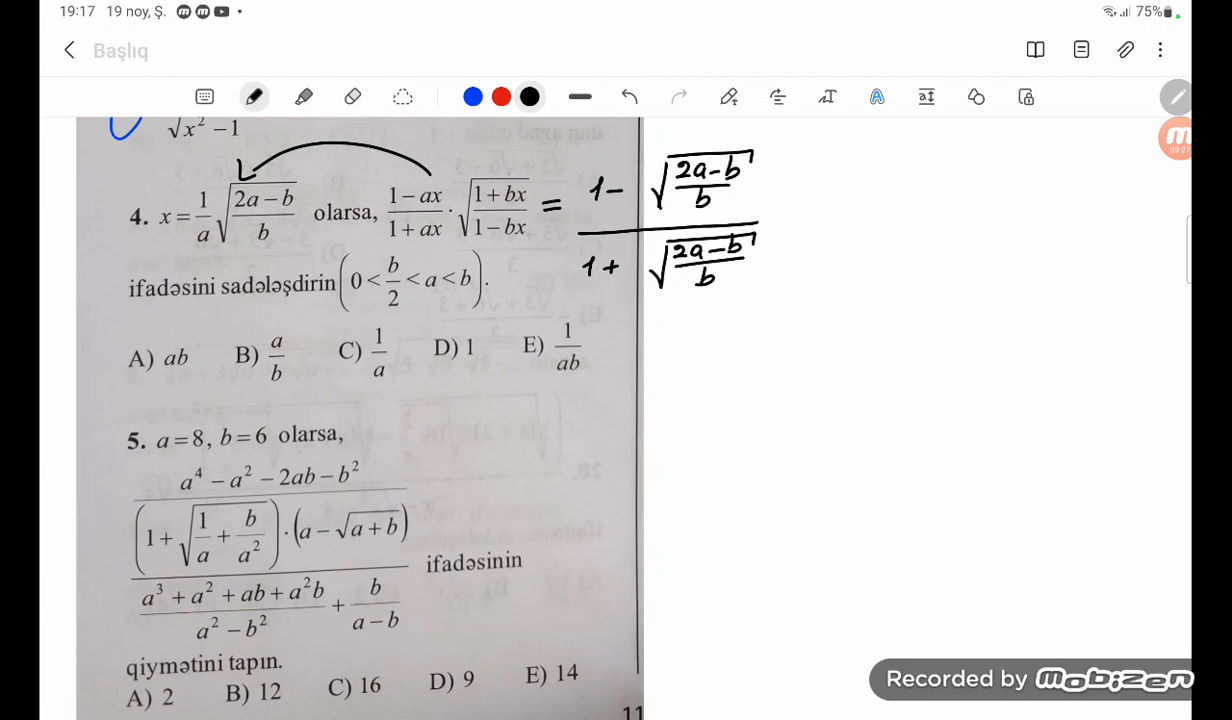 19:17 19 noy, Ş. 75%
Başlıq
√(x² − 1)
4. x = 1/a √((2a − b)/b) olarsa, (1 − ax)/(1 + ax) · √((1 + bx)/(1 − bx)) = (1 − √((2a − b)/b))/(1 + √((2a − b)/b))
ifadəsini sadələşdirin (0 < b/2 < a < b).
A) ab B) a/b C) 1/a D) 1 E) 1/ab
5. a = 8, b = 6 olarsa,
a⁴ − a² − 2ab − b²
(1 + √(1/a + b/a²)) · (a − √(a + b))
(a³ + a² + ab + a²b)/(a² − b²) + b/(a − b)
ifadəsinin
qiymətini tapın.
A) 2 B) 12 C) 16 D) 9 E) 14
11
09:27
Recorded by mobizen